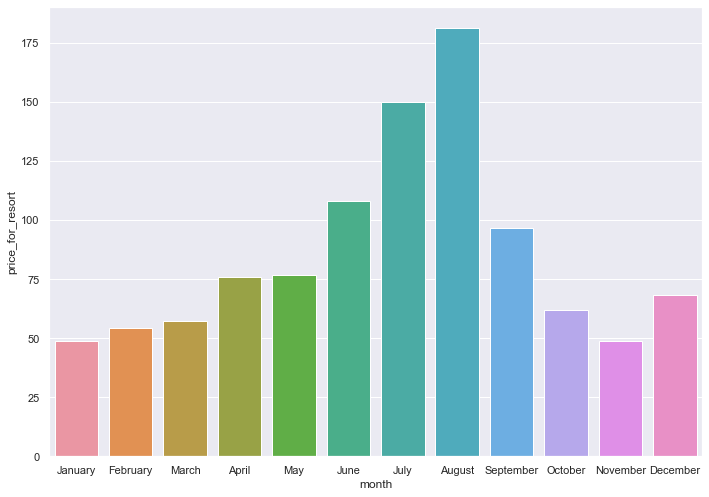 175
150
125
100
75
50
25
0
price_for_resort
January February March April May June July August September October November December
month